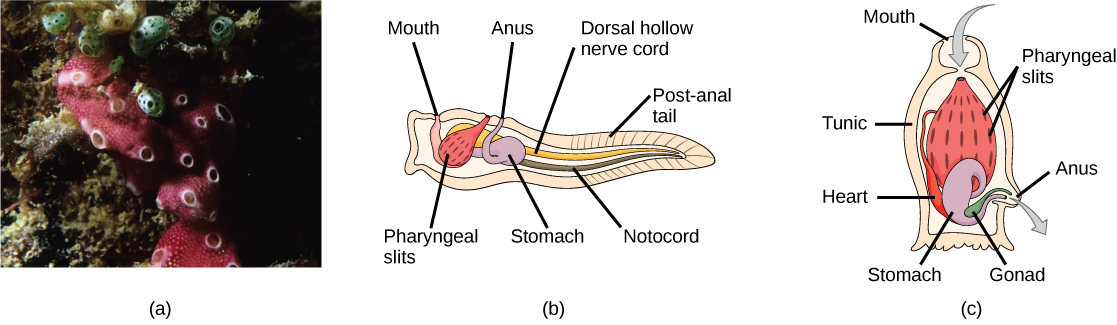 Mouth
Anus
Dorsal hollow
nerve cord
Post-anal
tail
Pharyngeal
slits
Stomach
Notocord
Mouth
Pharyngeal
slits
Tunic
Anus
Heart
Stomach
Gonad
(a)
(b)
(c)